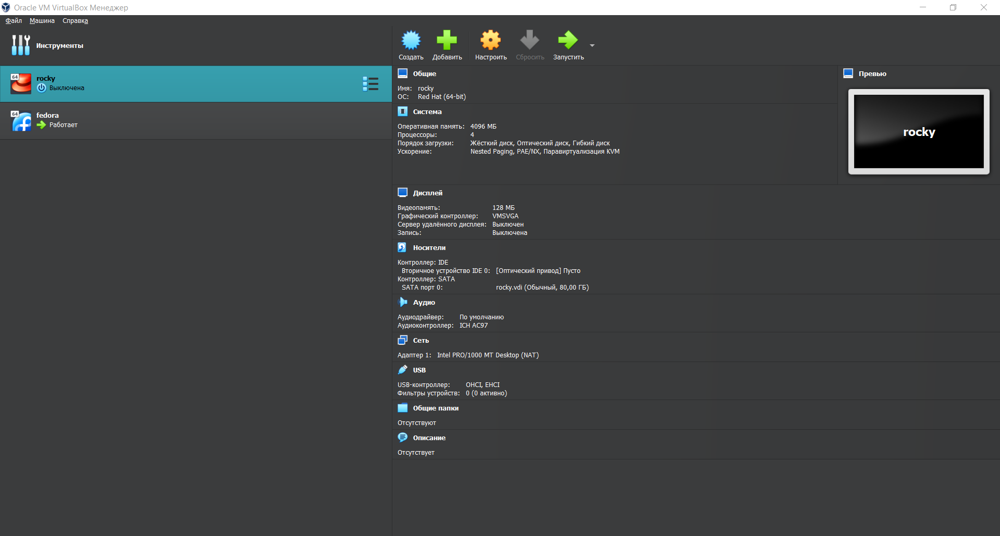 Oracle VM VirtualBox Менеджер
Файл Машина Справка
Инструменты
64
rocky
Выключена
64
fedora
Работает
Создать Добавить Настроить Сбросить Запустить
Общие
Имя: rocky
ОС: Red Hat (64-bit)
Превью
rocky
Система
Оперативная память: 4096 МБ
Процессоры: 4
Порядок загрузки: Жёсткий диск, Оптический диск, Гибкий диск
Ускорение: Nested Paging, PAE/NX, Паравиртуализация KVM
Дисплей
Видеопамять: 128 МБ
Графический контроллер: VMSVGA
Сервер удалённого дисплея: Выключен
Запись: Выключена
Носители
Контроллер: IDE
Вторичное устройство IDE 0: [Оптический привод] Пусто
Контроллер: SATA
SATA порт 0: rocky.vdi (Обычный, 80,00 ГБ)
Аудио
Аудиодрайвер: По умолчанию
Аудиоконтроллер: ICH AC97
Сеть
Адаптер 1: Intel PRO/1000 MT Desktop (NAT)
USB
USB-контроллер: OHCI, EHCI
Фильтры устройств: 0 (0 активно)
Общие папки
Отсутствуют
Описание
Отсутствует